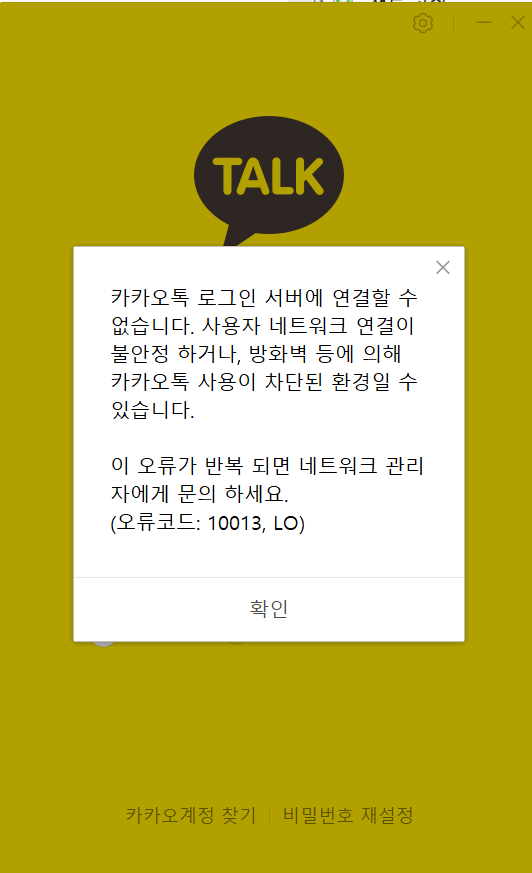 TALK
카카오톡 로그인 서버에 연결할 수
없습니다. 사용자 네트워크 연결이
불안정 하거나, 방화벽 등에 의해
카카오톡 사용이 차단된 환경일 수
있습니다.
이 오류가 반복 되면 네트워크 관리
자에게 문의 하세요.
(오류코드: 10013, LO)
확인
카카오계정 찾기 | 비밀번호 재설정